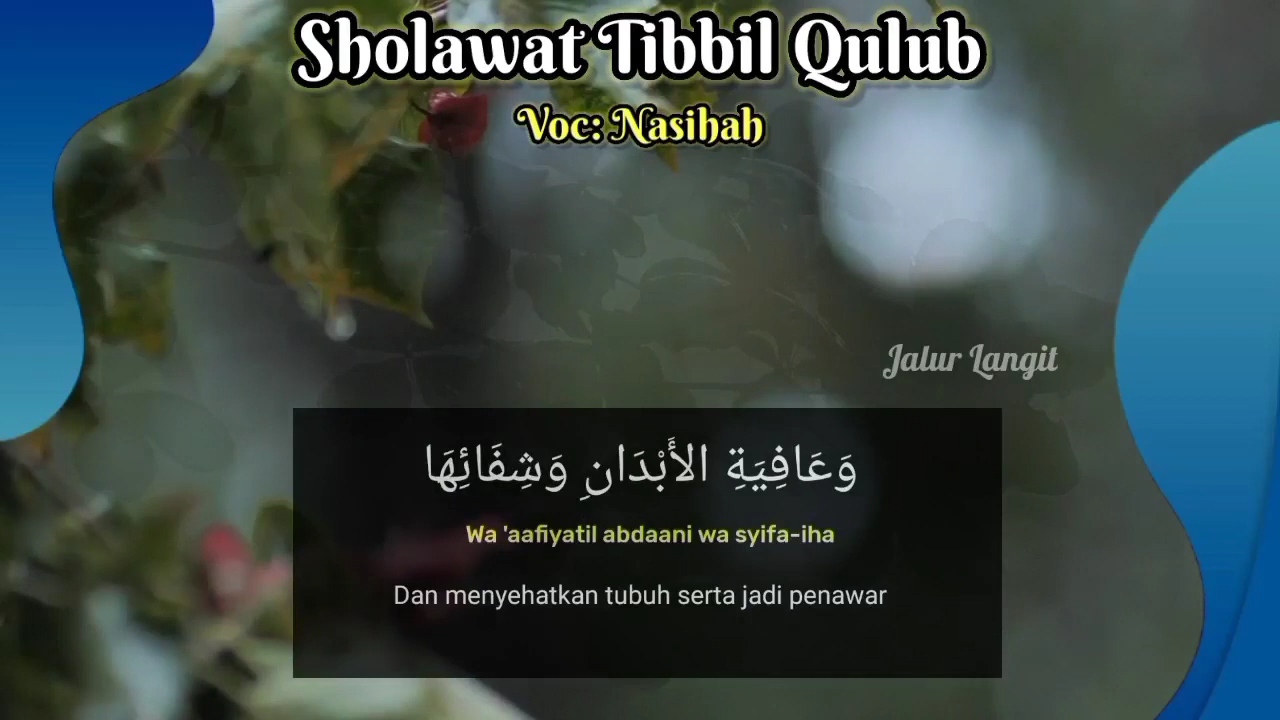 Sholawat Tibbil Qulub
Voc: Nasihah
Jalur Langit
وَعَافِيَةِ الأَبْدَانِ وَشِفَائِهَا
Wa 'aafiyatil abdaani wa syifa-iha
Dan menyehatkan tubuh serta jadi penawar